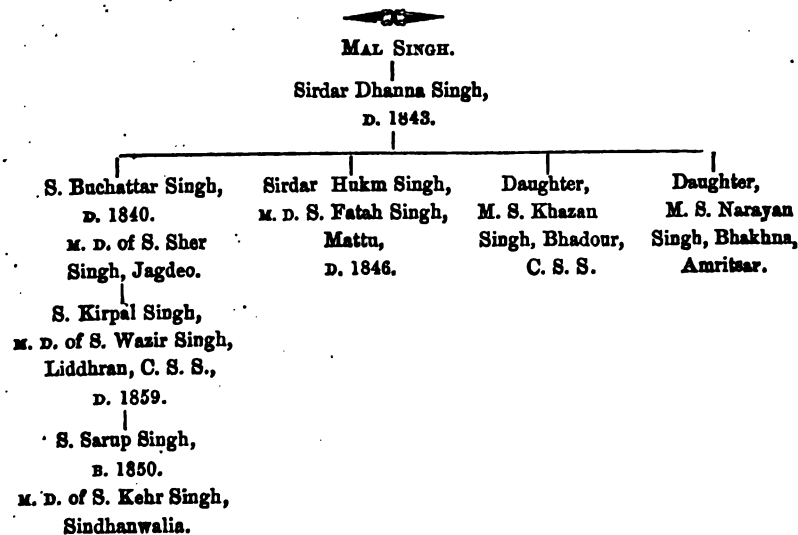 MAL SINGH.
Sirdar Dhanna Singh,
D. 1843.
S. Buchattar Singh,
D. 1840.
M. D. of S. Sher
Singh, Jagdeo.
Sirdar Hukm Singh,
M. D. S. Fatah Singh,
Mattu,
D. 1846.
Daughter,
M. S. Khazan
Singh, Bhadour,
C. S. S.
Daughter,
M. S. Narayan
Singh, Bhakhna,
Amritsar.
S. Kirpal Singh,
M. D. of S. Wazir Singh,
Liddhran, C. S. S.,
D. 1859.
S. Sarup Singh,
B. 1850.
M. D. of S. Kehr Singh,
Sindhanwalia.